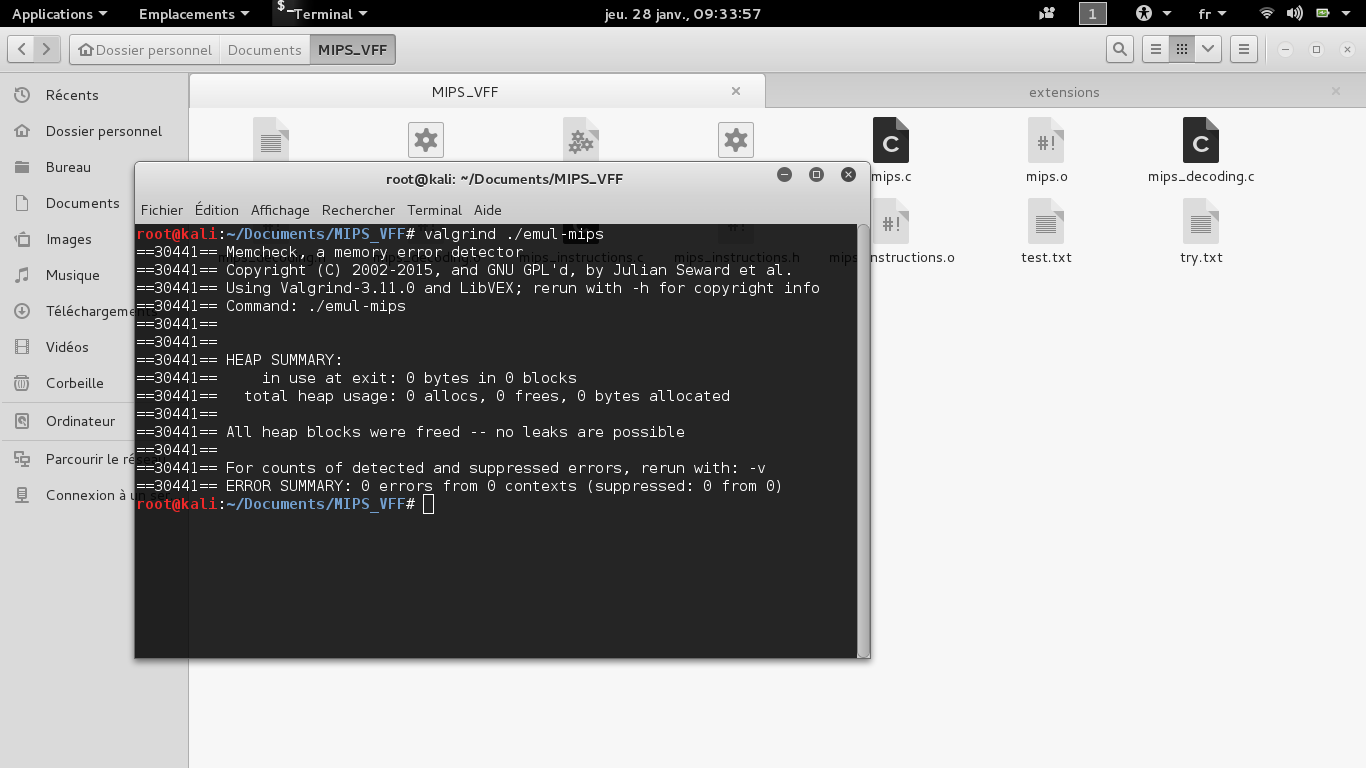 Applications Emplacements Terminal jeu. 28 janv., 09:33:57 1 fr
Dossier personnel Documents MIPS_VFF
MIPS_VFF extensions
Récents
Dossier personnel
Bureau
Documents
Images
Musique
Téléchargements
Vidéos
Corbeille
Ordinateur
Parcourir le
Connexion à un
mips.c mips.o mips_decoding.c
mips_instructions.c mips_instructions.h mips_instructions.o test.txt try.txt
root@kali: ~/Documents/MIPS_VFF
Fichier Édition Affichage Rechercher Terminal Aide
root@kali:~/Documents/MIPS_VFF# valgrind ./emul-mips
==30441== Memcheck, a memory error detector
==30441== Copyright (C) 2002-2015, and GNU GPL'd, by Julian Seward et al.
==30441== Using Valgrind-3.11.0 and LibVEX; rerun with -h for copyright info
==30441== Command: ./emul-mips
==30441==
==30441==
==30441== HEAP SUMMARY:
==30441==     in use at exit: 0 bytes in 0 blocks
==30441==   total heap usage: 0 allocs, 0 frees, 0 bytes allocated
==30441==
==30441== All heap blocks were freed -- no leaks are possible
==30441==
==30441== For counts of detected and suppressed errors, rerun with: -v
==30441== ERROR SUMMARY: 0 errors from 0 contexts (suppressed: 0 from 0)
root@kali:~/Documents/MIPS_VFF#